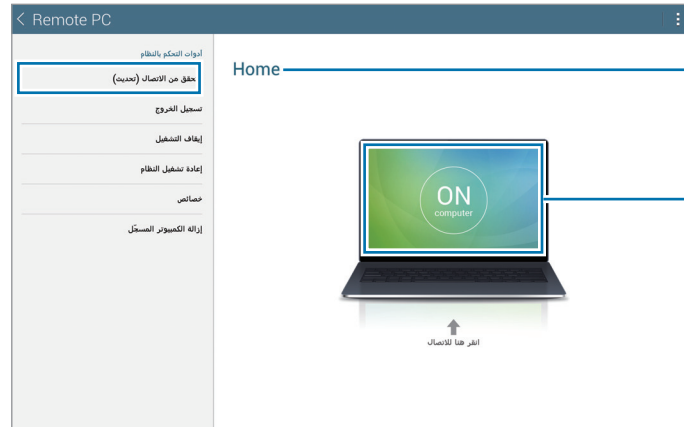 Remote PC
أدوات التحكم بالنظام
حقق من الاتصال (تحديث)
تسجيل الخروج
إيقاف التشغيل
إعادة تشغيل النظام
خصائص
إزالة الكمبيوتر المسجّل
Home
ON
computer
انقر هنا للاتصال